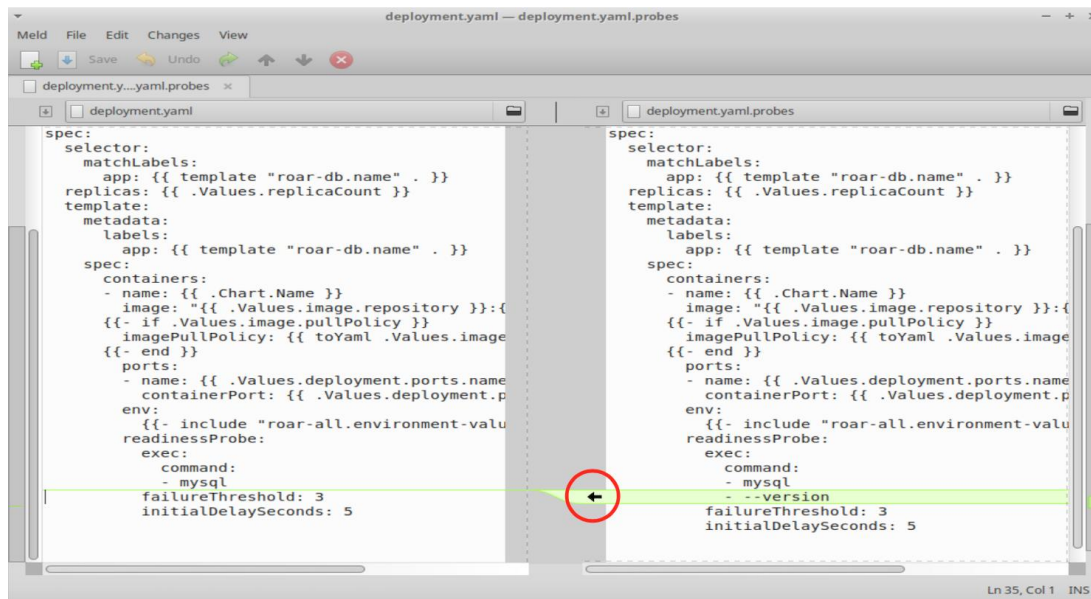 deployment.yaml — deployment.yaml.probes
Meld File Edit Changes View
Save Undo
deployment.y....yaml.probes
deployment.yaml
spec:
  selector:
    matchLabels:
      app: {{ template "roar-db.name" . }}
  replicas: {{ .Values.replicaCount }}
  template:
    metadata:
      labels:
        app: {{ template "roar-db.name" . }}
    spec:
      containers:
      - name: {{ .Chart.Name }}
        image: "{{ .Values.image.repository }}:{
      {{- if .Values.image.pullPolicy }}
        imagePullPolicy: {{ toYaml .Values.image
      {{- end }}
        ports:
        - name: {{ .Values.deployment.ports.name
          containerPort: {{ .Values.deployment.p
        env:
          {{- include "roar-all.environment-valu
        readinessProbe:
          exec:
            command:
            - mysql
          failureThreshold: 3
          initialDelaySeconds: 5
deployment.yaml.probes
spec:
  selector:
    matchLabels:
      app: {{ template "roar-db.name" . }}
  replicas: {{ .Values.replicaCount }}
  template:
    metadata:
      labels:
        app: {{ template "roar-db.name" . }}
    spec:
      containers:
      - name: {{ .Chart.Name }}
        image: "{{ .Values.image.repository }}:{
      {{- if .Values.image.pullPolicy }}
        imagePullPolicy: {{ toYaml .Values.image
      {{- end }}
        ports:
        - name: {{ .Values.deployment.ports.name
          containerPort: {{ .Values.deployment.p
        env:
          {{- include "roar-all.environment-valu
        readinessProbe:
          exec:
            command:
            - mysql
            - --version
          failureThreshold: 3
          initialDelaySeconds: 5
Ln 35, Col 1 INS